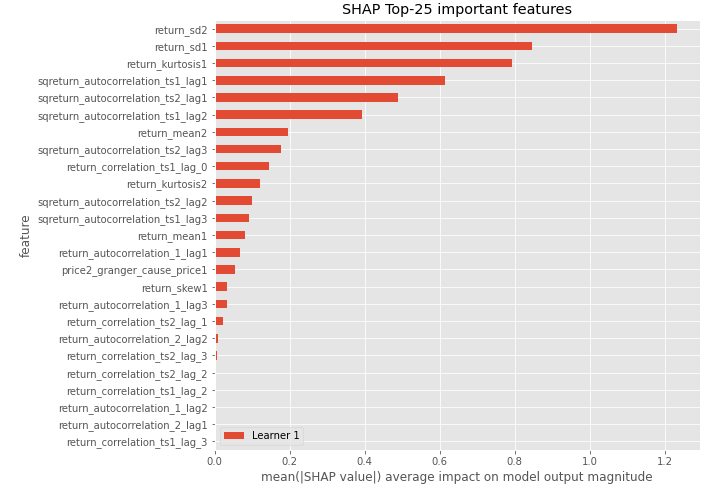 SHAP Top-25 important features
return_sd2
return_sd1
return_kurtosis1
sqreturn_autocorrelation_ts1_lag1
sqreturn_autocorrelation_ts2_lag1
sqreturn_autocorrelation_ts1_lag2
return_mean2
sqreturn_autocorrelation_ts2_lag3
return_correlation_ts1_lag_0
return_kurtosis2
sqreturn_autocorrelation_ts2_lag2
sqreturn_autocorrelation_ts1_lag3
return_mean1
return_autocorrelation_1_lag1
price2_granger_cause_price1
return_skew1
return_autocorrelation_1_lag3
return_correlation_ts2_lag_1
return_autocorrelation_2_lag2
return_correlation_ts2_lag_3
return_correlation_ts2_lag_2
return_correlation_ts1_lag_2
return_autocorrelation_1_lag2
return_autocorrelation_2_lag1
return_correlation_ts1_lag_3
feature
Learner 1
0.0 0.2 0.4 0.6 0.8 1.0 1.2
mean(|SHAP value|) average impact on model output magnitude